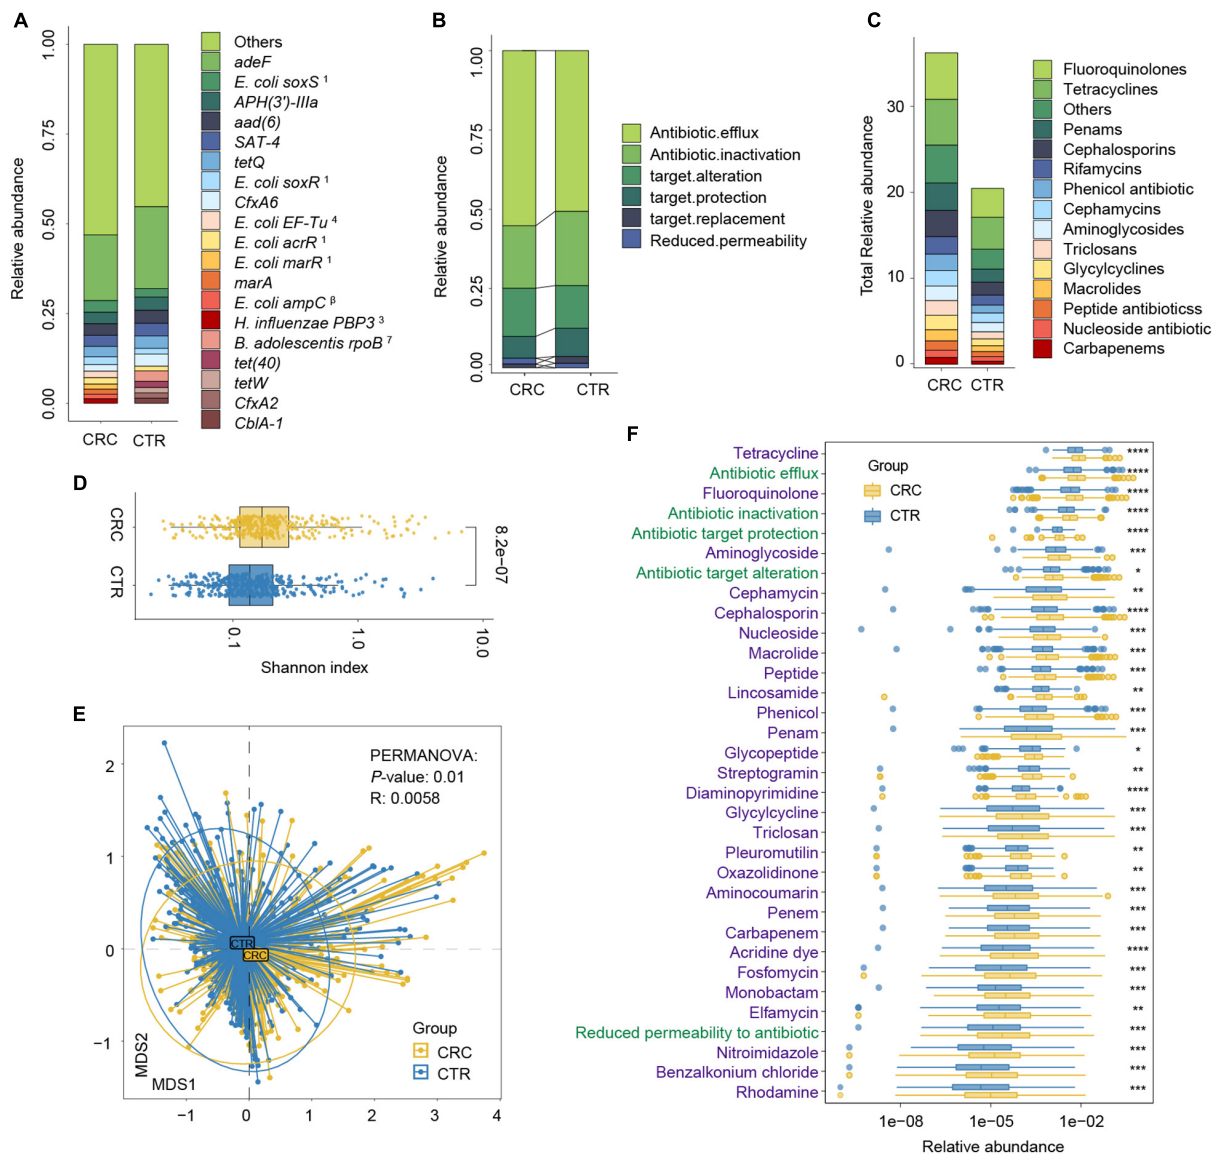 A
Relative abundance
1.00
0.75
0.50
0.25
0.00
CRC
CTR
Others
adeF
E. coli soxS 1
APH(3')-IIIa
aad(6)
SAT-4
tetQ
E. coli soxR 1
CfxA6
E. coli EF-Tu 4
E. coli acrR 1
E. coli marR 1
marA
E. coli ampC β
H. influenzae PBP3 3
B. adolescentis rpoB 7
tet(40)
tetW
CfxA2
CblA-1
B
Relative abundance
1.00
0.75
0.50
0.25
0.00
CRC
CTR
Antibiotic.efflux
Antibiotic.inactivation
target.alteration
target.protection
target.replacement
Reduced.permeability
C
Total Relative abundance
30
20
10
0
CRC
CTR
Fluoroquinolones
Tetracyclines
Others
Penams
Cephalosporins
Rifamycins
Phenicol antibiotic
Cephamycins
Aminoglycosides
Triclosans
Glycylcyclines
Macrolides
Peptide antibioticss
Nucleoside antibiotic
Carbapenems
D
CRC
CTR
8.2e-07
0.1
1.0
10.0
Shannon index
E
PERMANOVA:
P-value: 0.01
R: 0.0058
2
1
0
−1
CTR
CRC
MDS2
MDS1
Group
CRC
CTR
−1
0
1
2
3
4
F
Group
CRC
CTR
Tetracycline ****
Antibiotic efflux ****
Fluoroquinolone ****
Antibiotic inactivation ****
Antibiotic target protection ****
Aminoglycoside ***
Antibiotic target alteration *
Cephamycin **
Cephalosporin ****
Nucleoside ***
Macrolide ***
Peptide ***
Lincosamide **
Phenicol ***
Penam ***
Glycopeptide *
Streptogramin **
Diaminopyrimidine ****
Glycylcycline ***
Triclosan ***
Pleuromutilin **
Oxazolidinone **
Aminocoumarin ***
Penem ***
Carbapenem ***
Acridine dye ****
Fosfomycin ***
Monobactam ***
Elfamycin **
Reduced permeability to antibiotic ***
Nitroimidazole ***
Benzalkonium chloride ***
Rhodamine ***
1e-08
1e-05
1e-02
Relative abundance